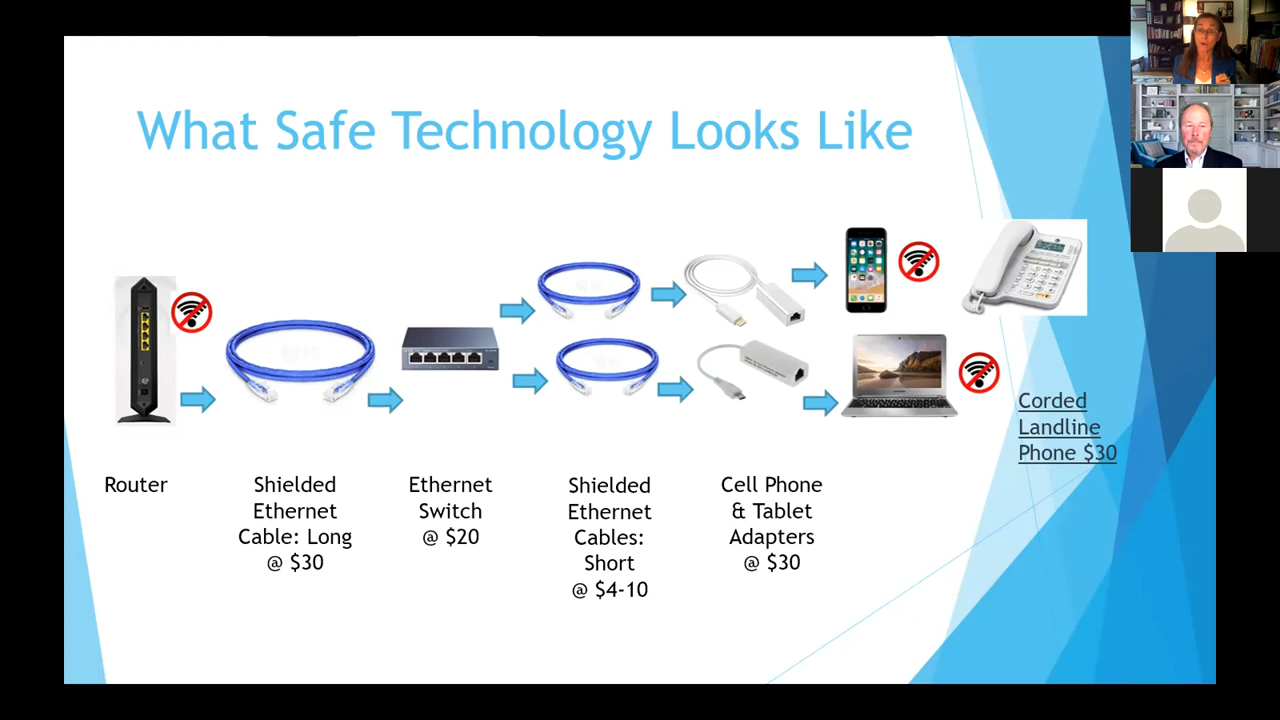 What Safe Technology Looks Like
Router
Shielded
Ethernet
Cable: Long
@ $30
Ethernet
Switch
@ $20
Shielded
Ethernet
Cables:
Short
@ $4-10
Cell Phone
& Tablet
Adapters
@ $30
Corded
Landline
Phone $30